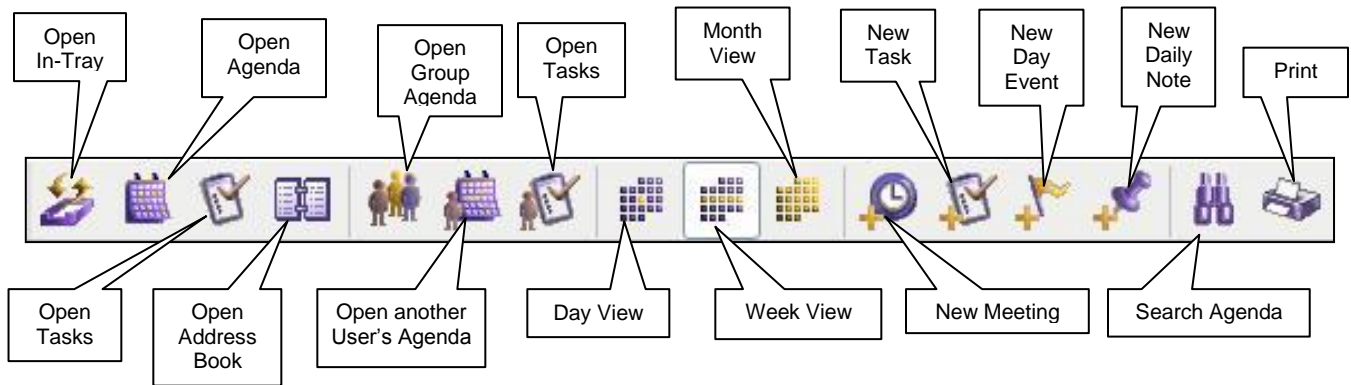 Open
In-Tray
Open
Agenda
Open
Group
Agenda
Open
Tasks
Month
View
New
Task
New
Day
Event
New
Daily
Note
Print
Open
Tasks
Open
Address
Book
Open another
User's Agenda
Day View
Week View
New Meeting
Search Agenda